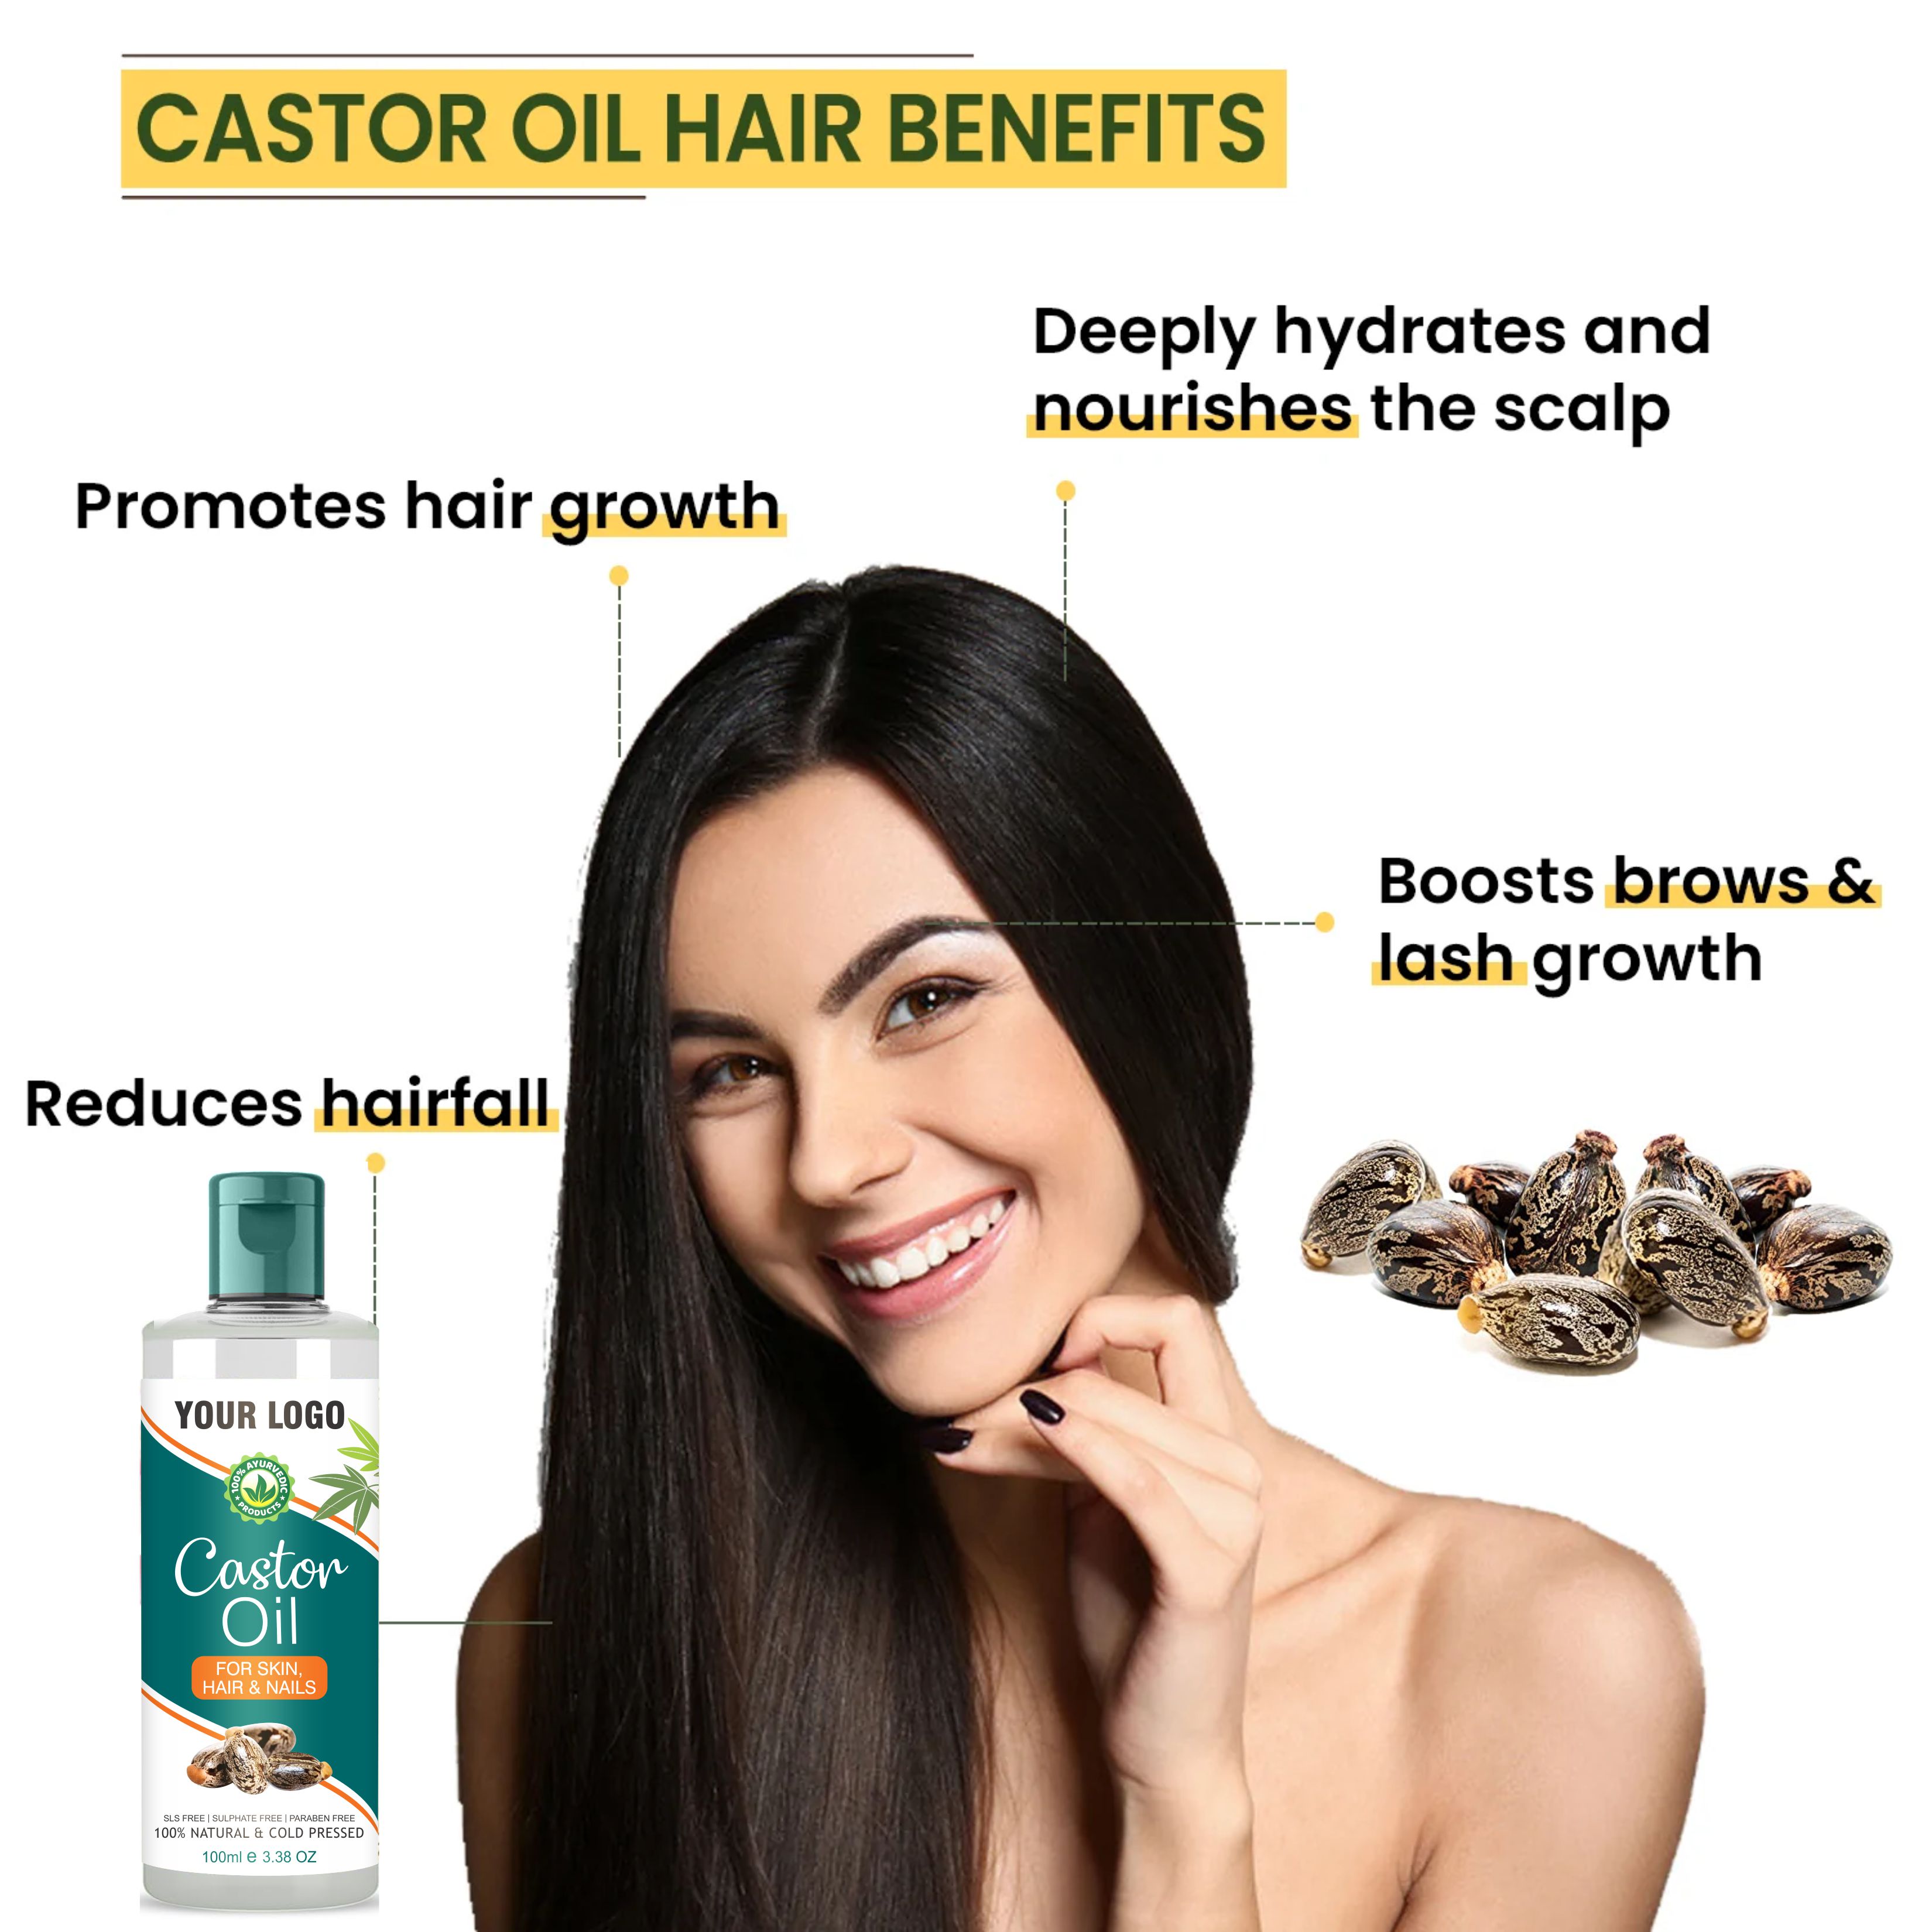 CASTOR OIL HAIR BENEFITS
Deeply hydrates and
nourishes the scalp
Promotes hair growth
Boosts brows &
lash growth
Reduces hairfall
YOUR LOGO
100% AYURVEDIC
PRODUCTS
Castor
Oil
FOR SKIN,
HAIR & NAILS
SLS FREE | SULPHATE FREE | PARABEN FREE
100% NATURAL & COLD PRESSED
100ml e 3.38 OZ